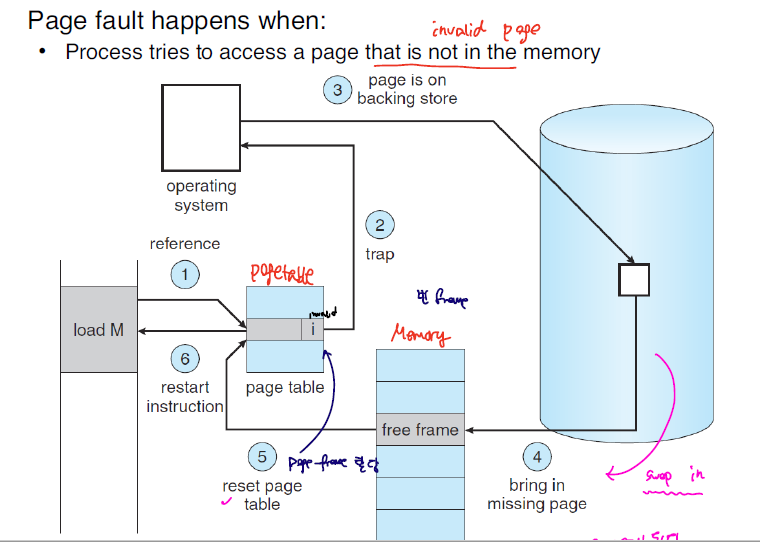 Page fault happens when:
invalid page
• Process tries to access a page that is not in the memory
3
page is on
backing store
operating
system
2
trap
reference
1
pagetable
빈 frame
invalid
load M
i
Memory
6
restart
instruction
page table
free frame
5
page-frame 할당
4
reset page
table
bring in
missing page
swap in